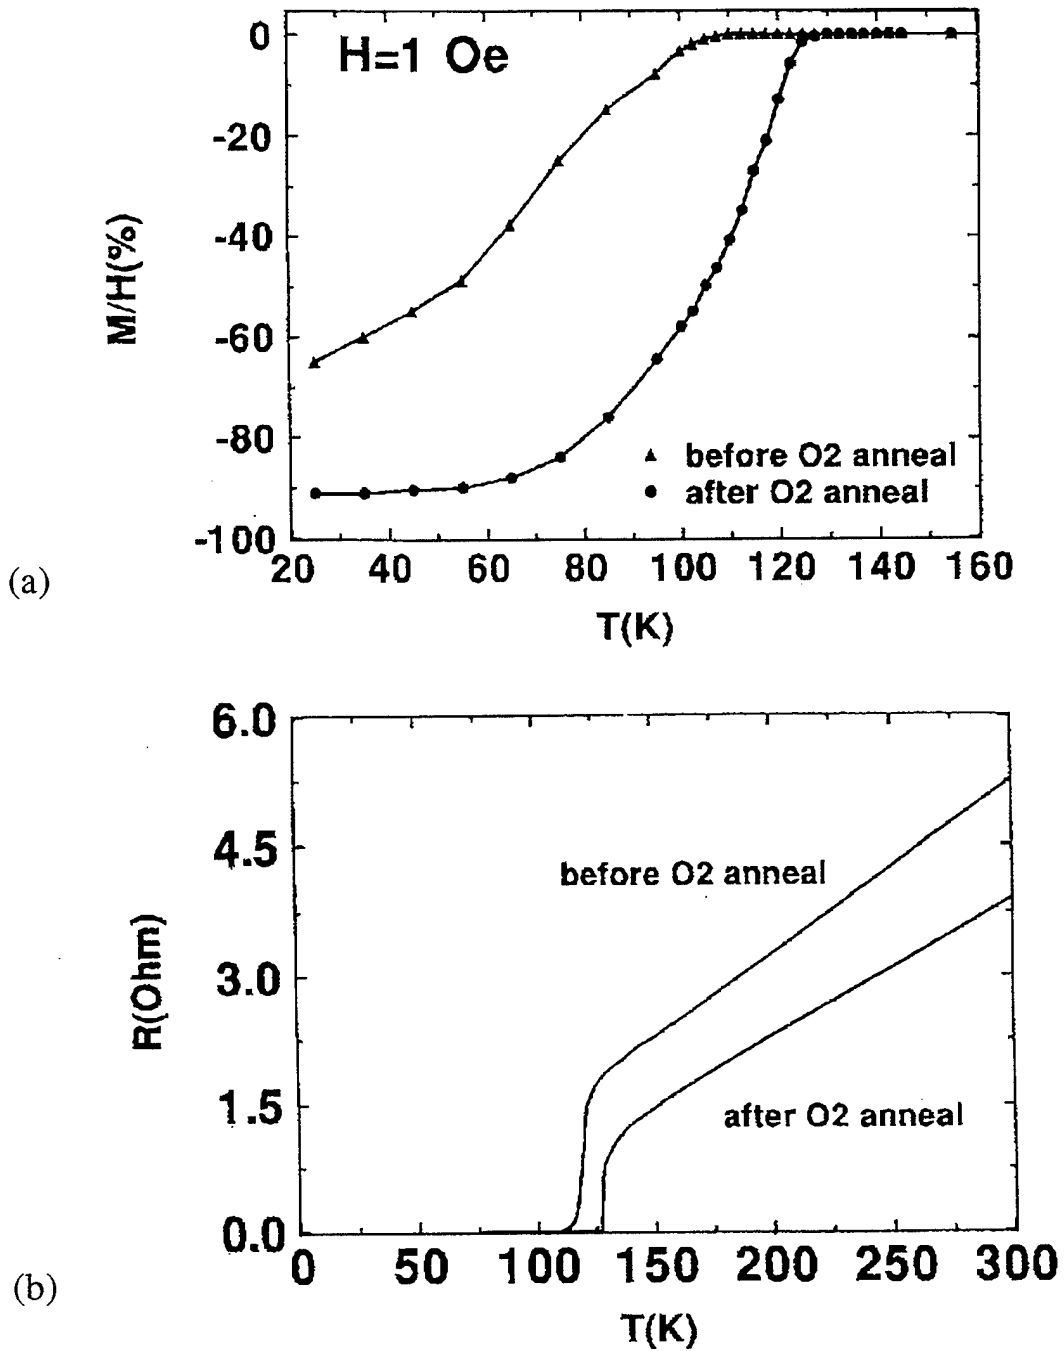 H=1 Oe
0
-20
-40
-60
-80
-100
M/H(%)
before O2 anneal
after O2 anneal
20 40 60 80 100 120 140 160
T(K)
(a)
6.0
4.5
3.0
1.5
0.0
R(Ohm)
before O2 anneal
after O2 anneal
0 50 100 150 200 250 300
T(K)
(b)